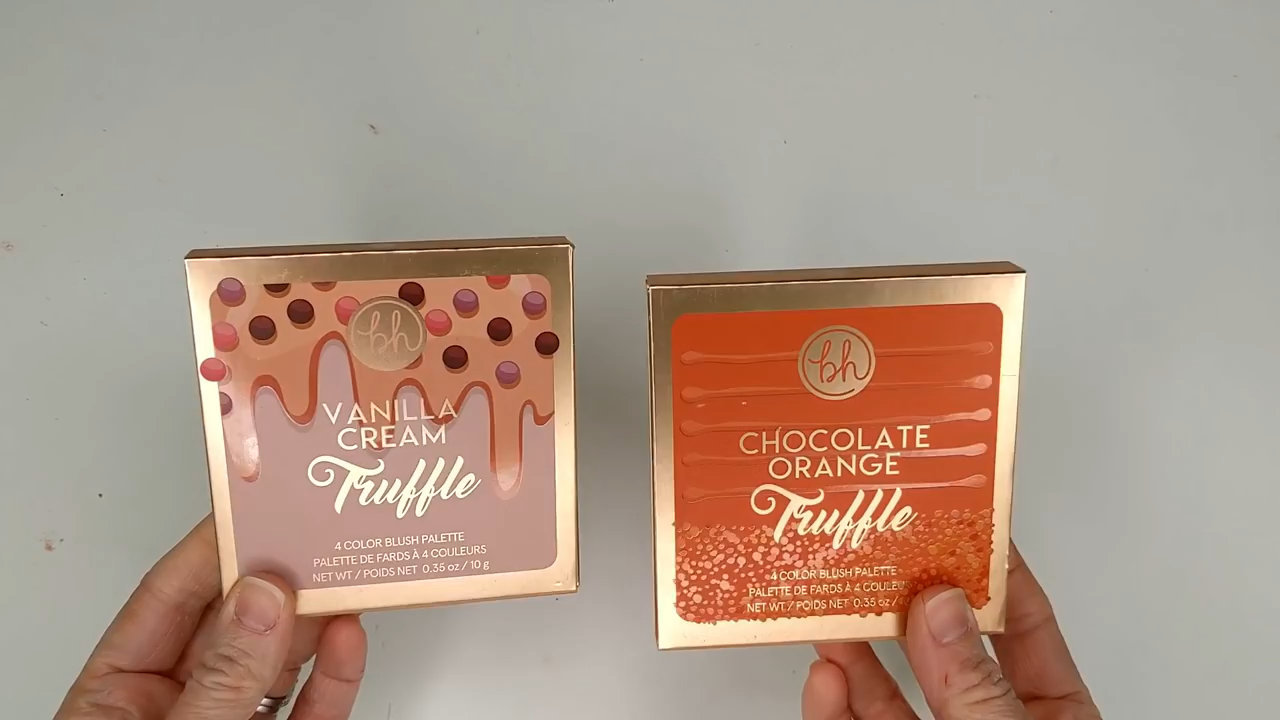 bh
VANILLA
CREAM
Truffle
4 COLOR BLUSH PALETTE
PALETTE DE FARDS À 4 COULEURS
NET WT / POIDS NET 0.35 oz / 10 g
bh
CHOCOLATE
ORANGE
Truffle
4 COLOR BLUSH PALETTE
PALETTE DE FARDS À 4
NET WT / POIDS NET 0.35 oz /